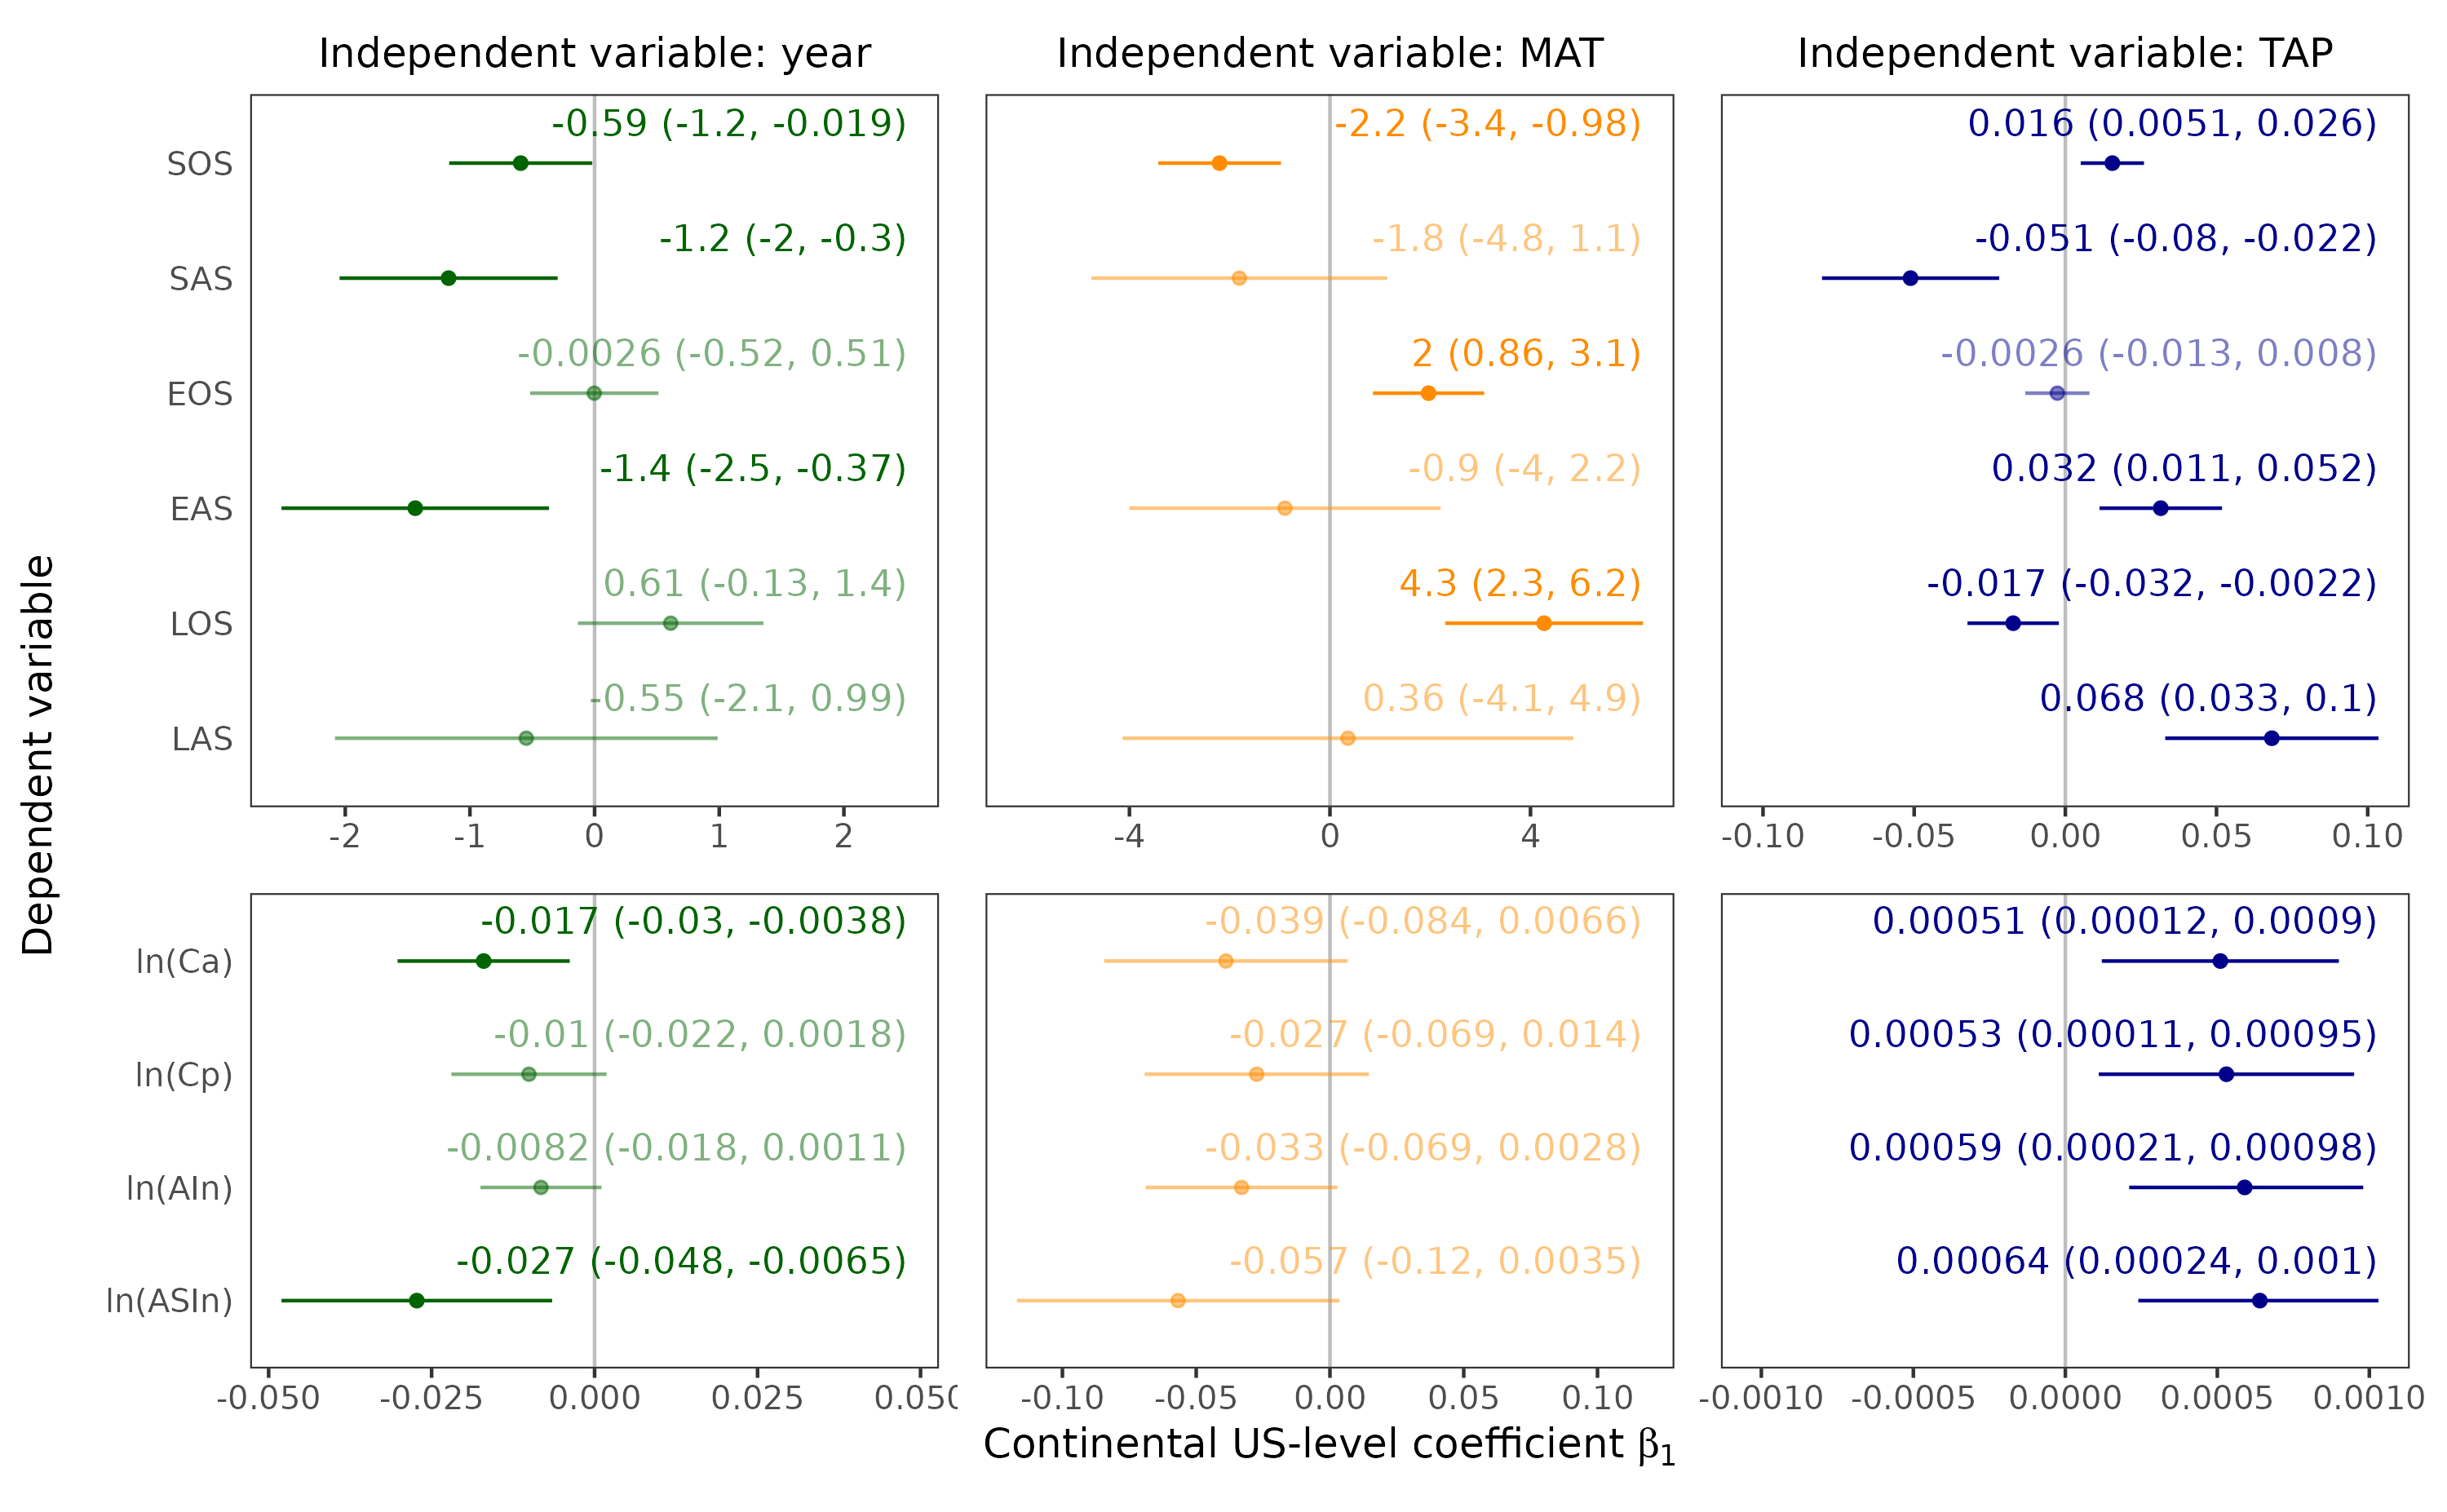 Independent variable: year
Independent variable: MAT
Independent variable: TAP
Dependent variable
SOS
-0.59 (-1.2, -0.019)
-2.2 (-3.4, -0.98)
0.016 (0.0051, 0.026)
SAS
-1.2 (-2, -0.3)
-1.8 (-4.8, 1.1)
-0.051 (-0.08, -0.022)
EOS
-0.0026 (-0.52, 0.51)
2 (0.86, 3.1)
-0.0026 (-0.013, 0.008)
EAS
-1.4 (-2.5, -0.37)
-0.9 (-4, 2.2)
0.032 (0.011, 0.052)
LOS
0.61 (-0.13, 1.4)
4.3 (2.3, 6.2)
-0.017 (-0.032, -0.0022)
LAS
-0.55 (-2.1, 0.99)
0.36 (-4.1, 4.9)
0.068 (0.033, 0.1)
-2 -1 0 1 2
-4 0 4
-0.10 -0.05 0.00 0.05 0.10
ln(Ca)
-0.017 (-0.03, -0.0038)
-0.039 (-0.084, 0.0066)
0.00051 (0.00012, 0.0009)
ln(Cp)
-0.01 (-0.022, 0.0018)
-0.027 (-0.069, 0.014)
0.00053 (0.00011, 0.00095)
ln(AIn)
-0.0082 (-0.018, 0.0011)
-0.033 (-0.069, 0.0028)
0.00059 (0.00021, 0.00098)
ln(ASIn)
-0.027 (-0.048, -0.0065)
-0.057 (-0.12, 0.0035)
0.00064 (0.00024, 0.001)
-0.050 -0.025 0.000 0.025
-0.10 -0.05 0.00 0.05 0.10
-0.0010 -0.0005 0.0000 0.0005 0.0010
Continental US-level coefficient β₁